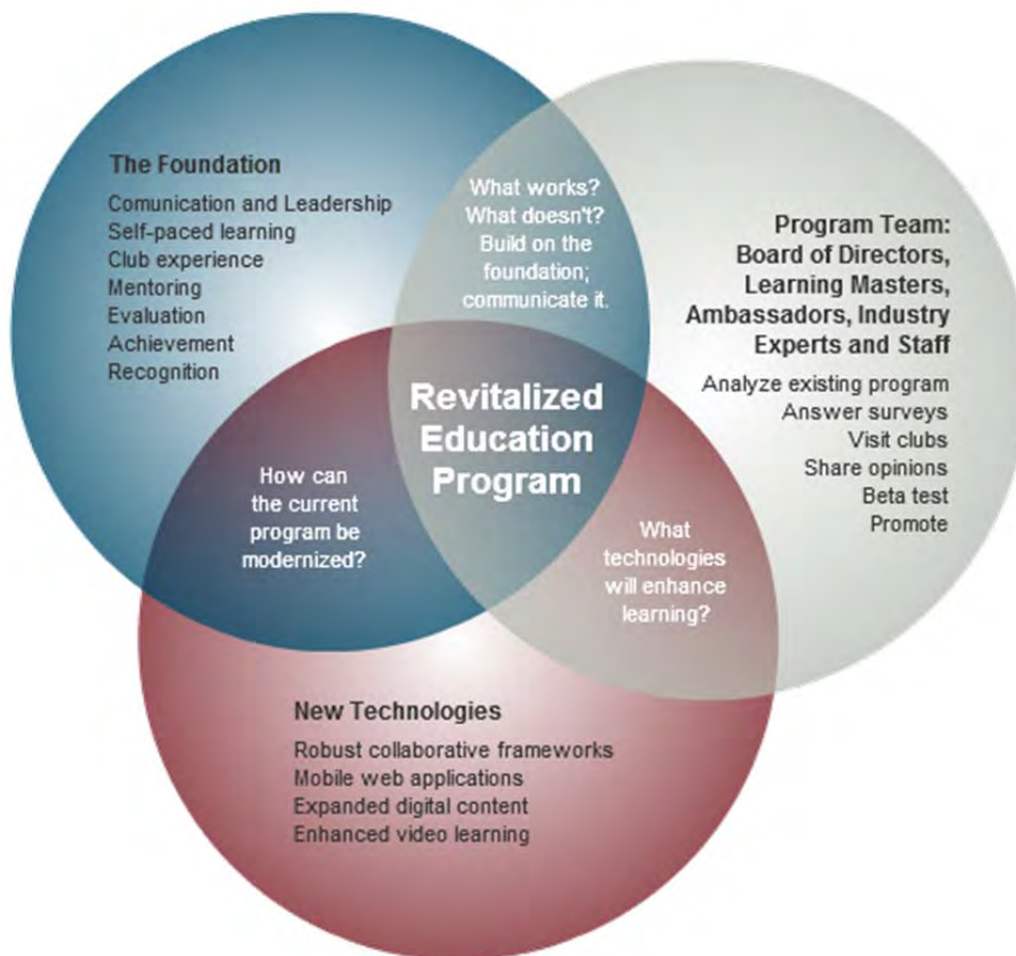 The Foundation
Comunication and Leadership
Self-paced learning
Club experience
Mentoring
Evaluation
Achievement
Recognition
What works?
What doesn't?
Build on the
foundation;
communicate it.
Program Team:
Board of Directors,
Learning Masters,
Ambassadors, Industry
Experts and Staff
Analyze existing program
Answer surveys
Visit clubs
Share opinions
Beta test
Promote
Revitalized
Education
Program
How can
the current
program be
modernized?
What
technologies
will enhance
learning?
New Technologies
Robust collaborative frameworks
Mobile web applications
Expanded digital content
Enhanced video learning